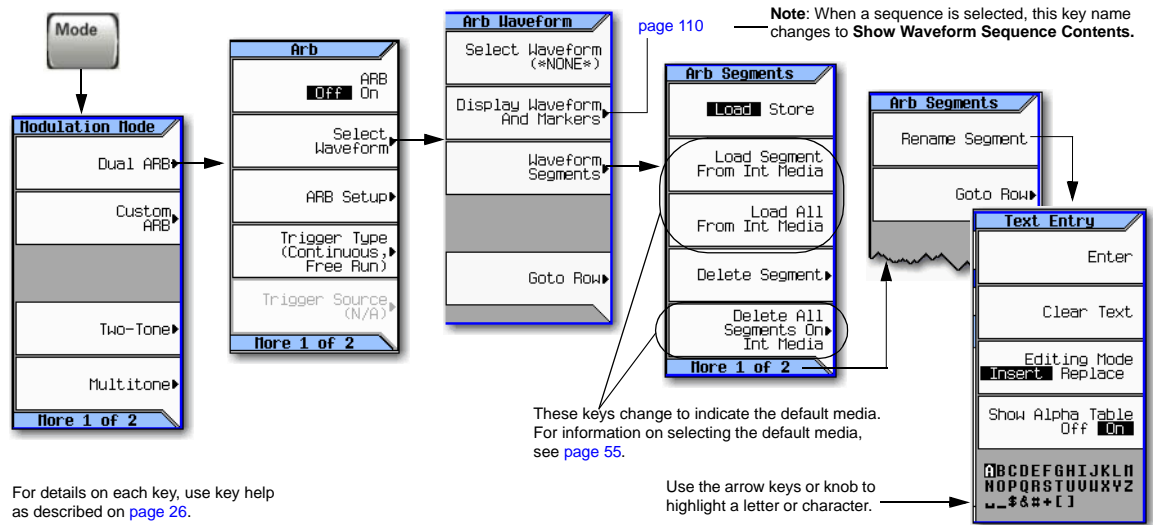 Mode
Modulation Mode
Dual ARB
Custom
ARB
Two-Tone
Multitone
More 1 of 2
Arb
ARB
Off On
Select
Waveform
ARB Setup
Trigger Type
(Continuous,
Free Run)
Trigger Source
(N/A)
More 1 of 2
Arb Waveform
Select Waveform
(*NONE*)
Display Waveform
And Markers
Waveform
Segments
Goto Row
page 110
Note: When a sequence is selected, this key name
changes to Show Waveform Sequence Contents.
Arb Segments
Load Store
Load Segment
From Int Media
Load All
From Int Media
Delete Segment
Delete All
Segments On
Int Media
More 1 of 2
Arb Segments
Rename Segment
Goto Row
Text Entry
Enter
Clear Text
Editing Mode
Insert Replace
Show Alpha Table
Off On
ABCDEFGHIJKLM
NOPQRSTUVWXYZ
␣_$&#+[]
These keys change to indicate the default media.
For information on selecting the default media,
see page 55.
Use the arrow keys or knob to
highlight a letter or character.
For details on each key, use key help
as described on page 26.